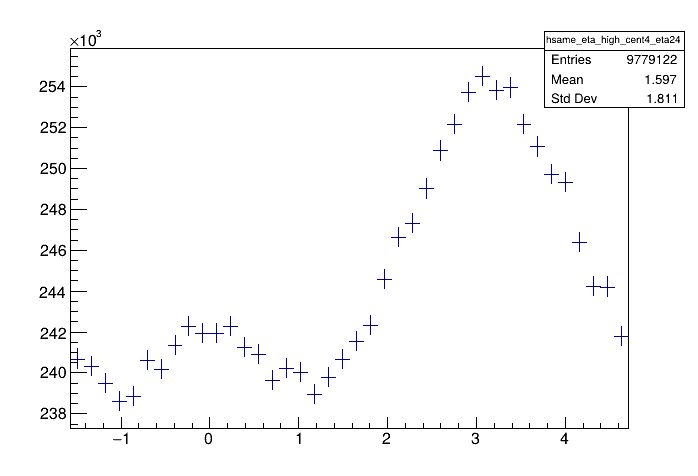 ×10³
hsame_eta_high_cent4_eta24
Entries 9779122
Mean 1.597
Std Dev 1.811
254
252
250
248
246
244
242
240
238
−1 0 1 2 3 4